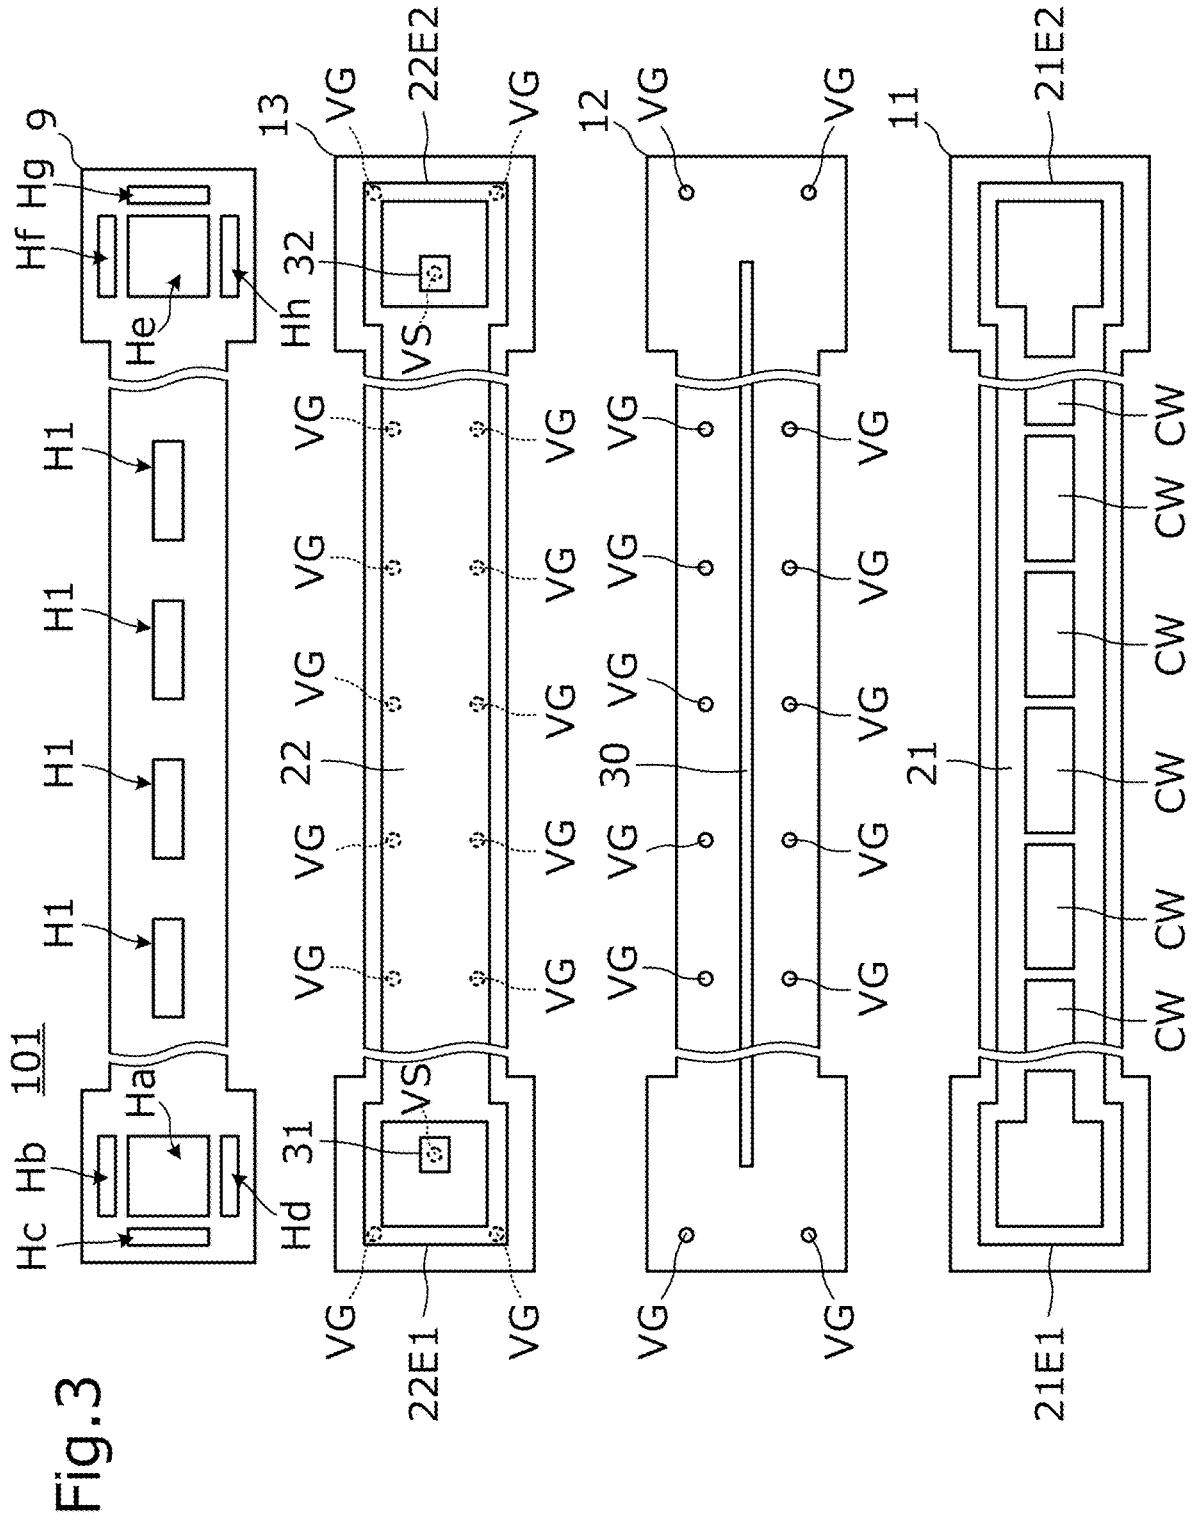 Fig.3
101
Hc Hb Ha H1 H1 H1 H1 He Hf Hg 9
Hd Hh
VG 31 VS VG VG 22 VG VG VG VS 32 13 VG
22E1 22E2
VG VG VG VG VG VG VG
VG VG VG 30 VG VG VG 12 VG
VG VG VG VG VG VG VG
21 11
21E1 21E2
CW CW CW CW CW CW